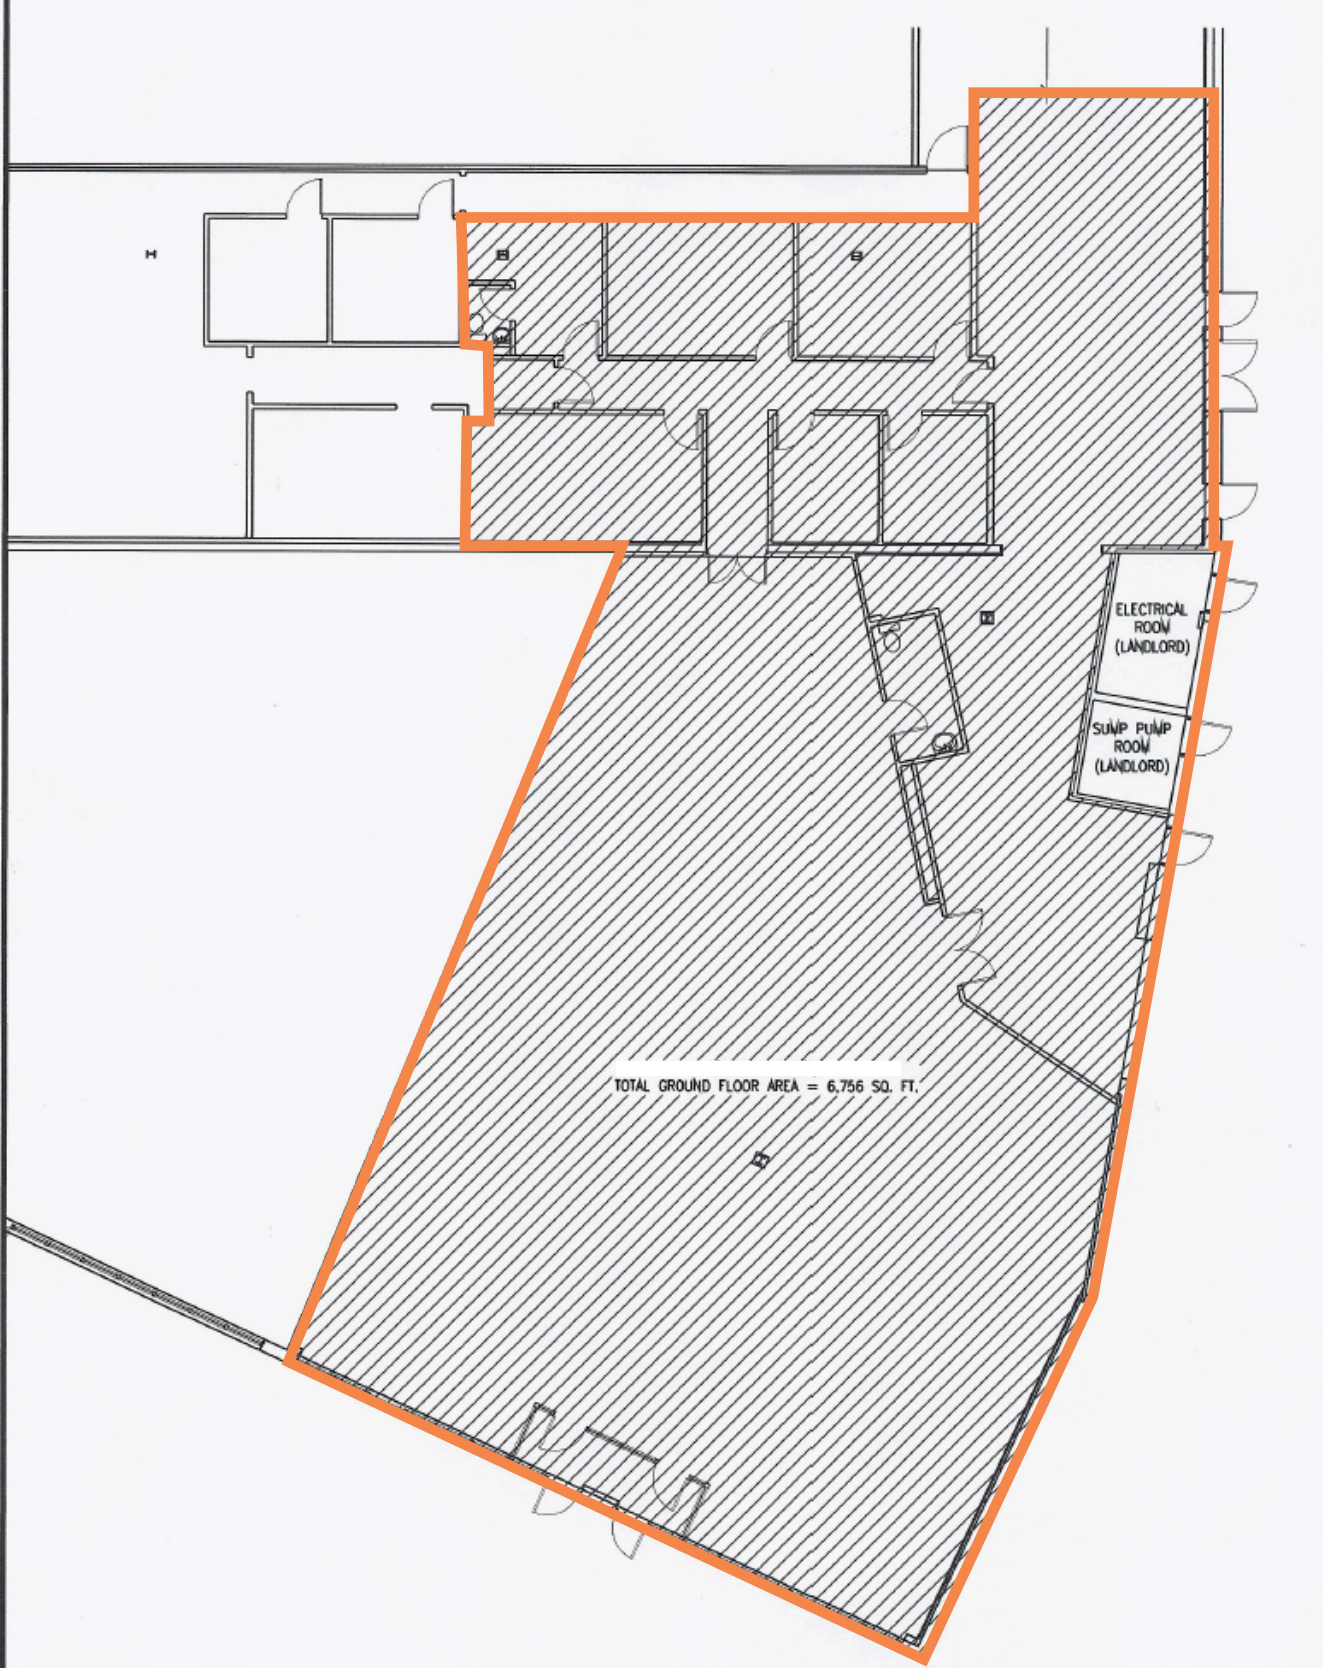 ELECTRICAL
ROOM
(LANDLORD)
SUMP PUMP
ROOM
(LANDLORD)
TOTAL GROUND FLOOR AREA = 6,756 SQ. FT.